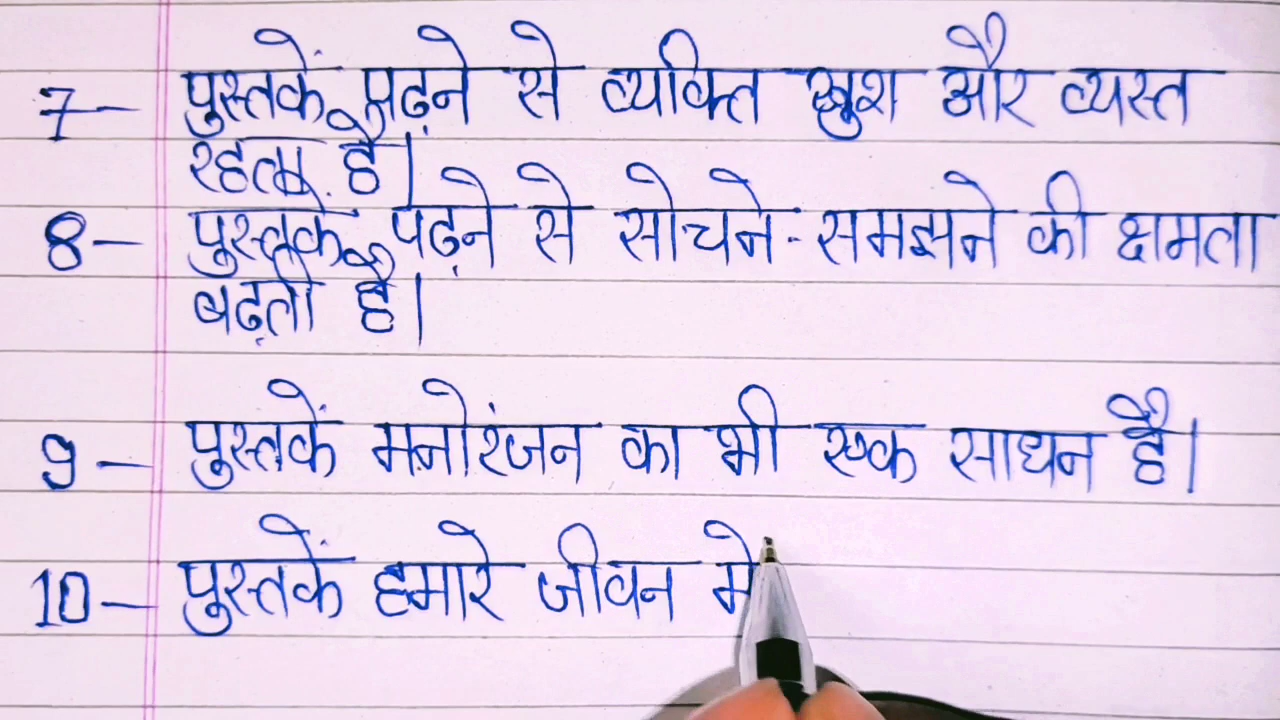 7- पुस्तकें पढ़ने से व्यक्ति खुश और व्यस्त
रहता है।
8- पुस्तकें पढ़ने से सोचने-समझने की क्षमता
बढ़ती है।
9- पुस्तकें मनोरंजन का भी एक साधन है।
10- पुस्तकें हमारे जीवन मे